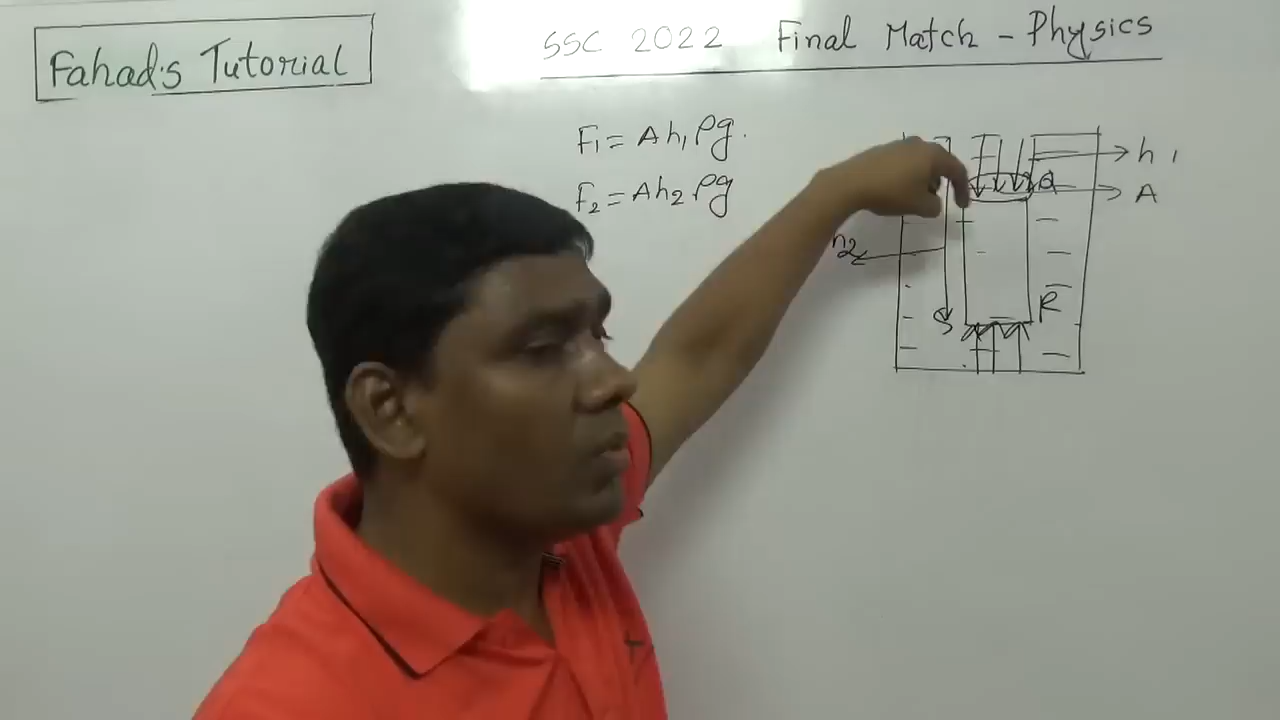 Fahad's Tutorial
SSC 2022 Final Match - Physics
F₁ = Ah₁ρg.
F₂ = Ah₂ρg
h₁
Q
A
h₂
S
R